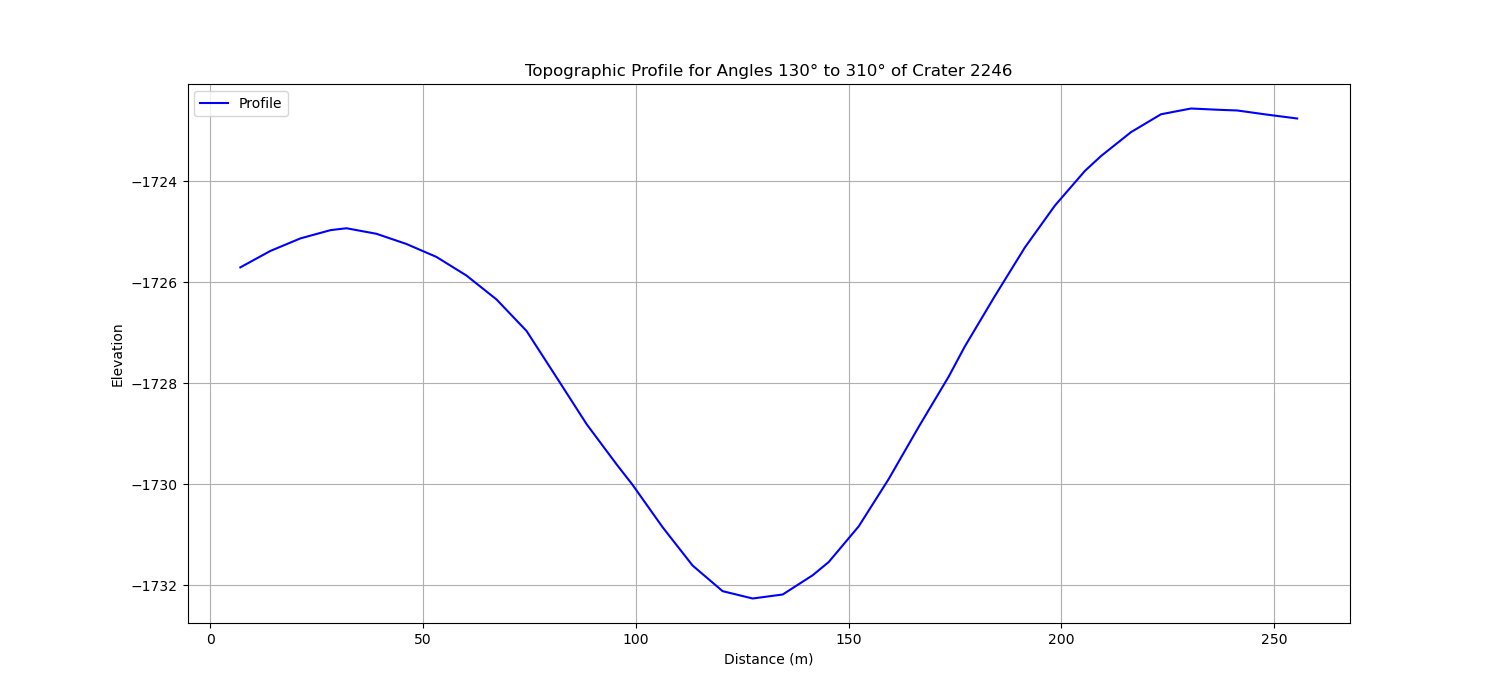 Topographic Profile for Angles 130° to 310° of Crater 2246
Profile
Elevation
−1724
−1726
−1728
−1730
−1732
0 50 100 150 200 250
Distance (m)